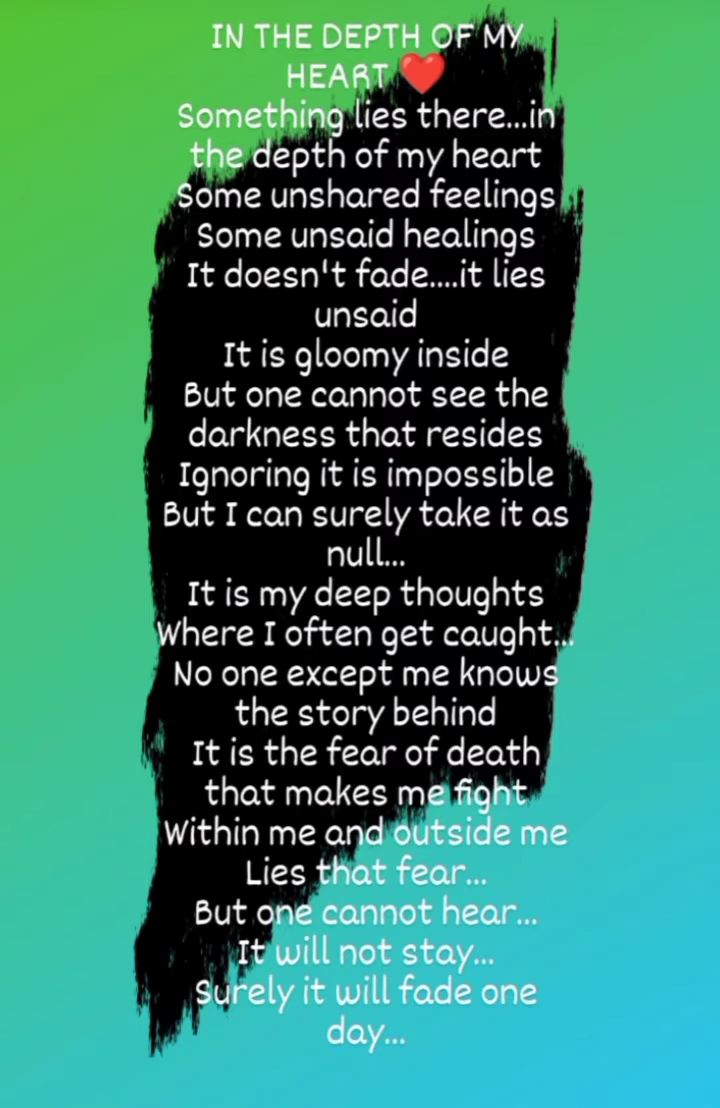 IN THE DEPTH OF MY
HEART ❤️
Something lies there...in
the depth of my heart
Some unshared feelings
Some unsaid healings
It doesn't fade....it lies
unsaid
It is gloomy inside
But one cannot see the
darkness that resides
Ignoring it is impossible
But I can surely take it as
null...
It is my deep thoughts
Where I often get caught...
No one except me knows
the story behind
It is the fear of death
that makes me fight
Within me and outside me
Lies that fear...
But one cannot hear...
It will not stay...
Surely it will fade one
day...